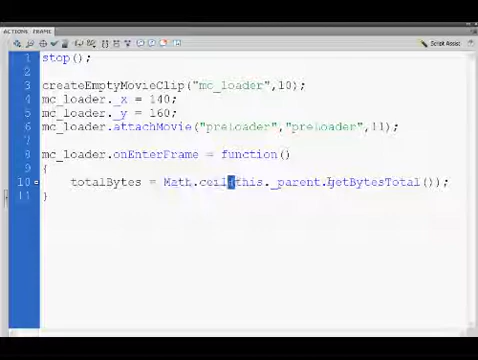 ACTIONS - FRAME
Script Assist
1 stop();
2
3 createEmptyMovieClip("mc_loader",10);
4 mc_loader._x = 140;
5 mc_loader._y = 160;
6 mc_loader.attachMovie("preLoader","preLoader",11);
7
8 mc_loader.onEnterFrame = function()
9 {
10 totalBytes = Math.ceil(this._parent.getBytesTotal());
11 }